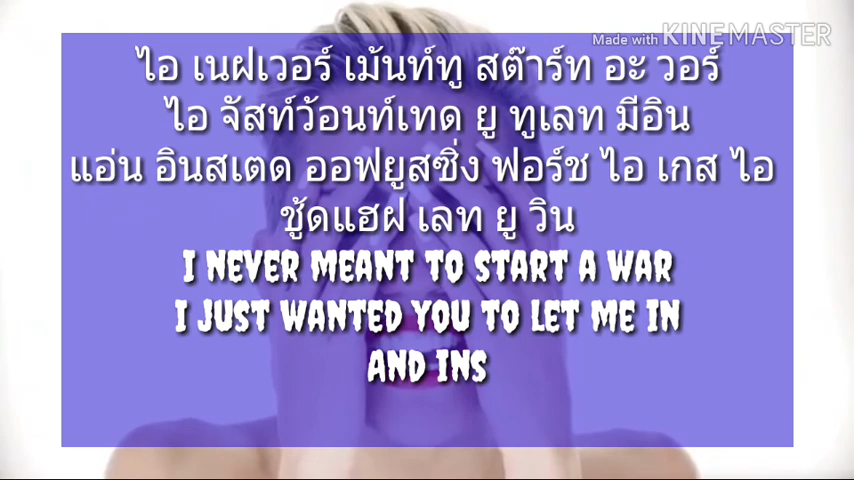 Made with KINEMASTER
ไอ เนฝเวอร์ เม้นท์ทู สต๊าร์ท อะ วอร์
ไอ จัสท์ว้อนท์เทด ยู ทูเลท มีอิน
แอ่น อินสเตด ออฟยูสซิ่ง ฟอร์ช ไอ เกส ไอ
ชู้ดแฮฝ เลท ยู วิน
I NEVER MEANT TO START A WAR
I JUST WANTED YOU TO LET ME IN
AND INS